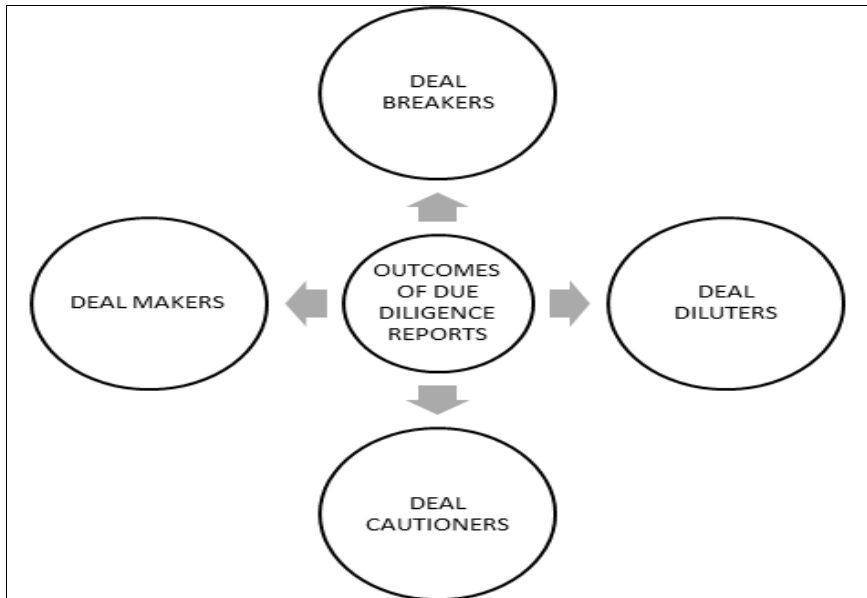 DEAL
BREAKERS
DEAL MAKERS
OUTCOMES
OF DUE
DILIGENCE
REPORTS
DEAL
DILUTERS
DEAL
CAUTIONERS